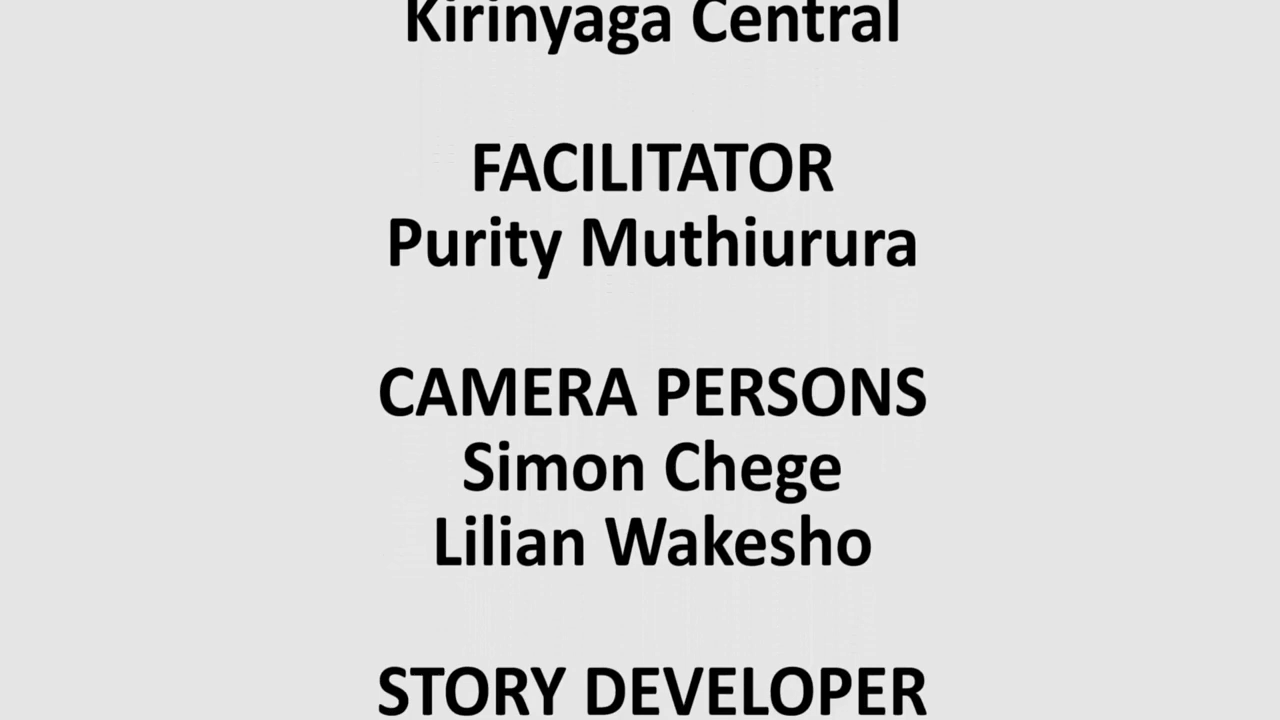 Kirinyaga Central
FACILITATOR
Purity Muthiurura
CAMERA PERSONS
Simon Chege
Lilian Wakesho
STORY DEVELOPER